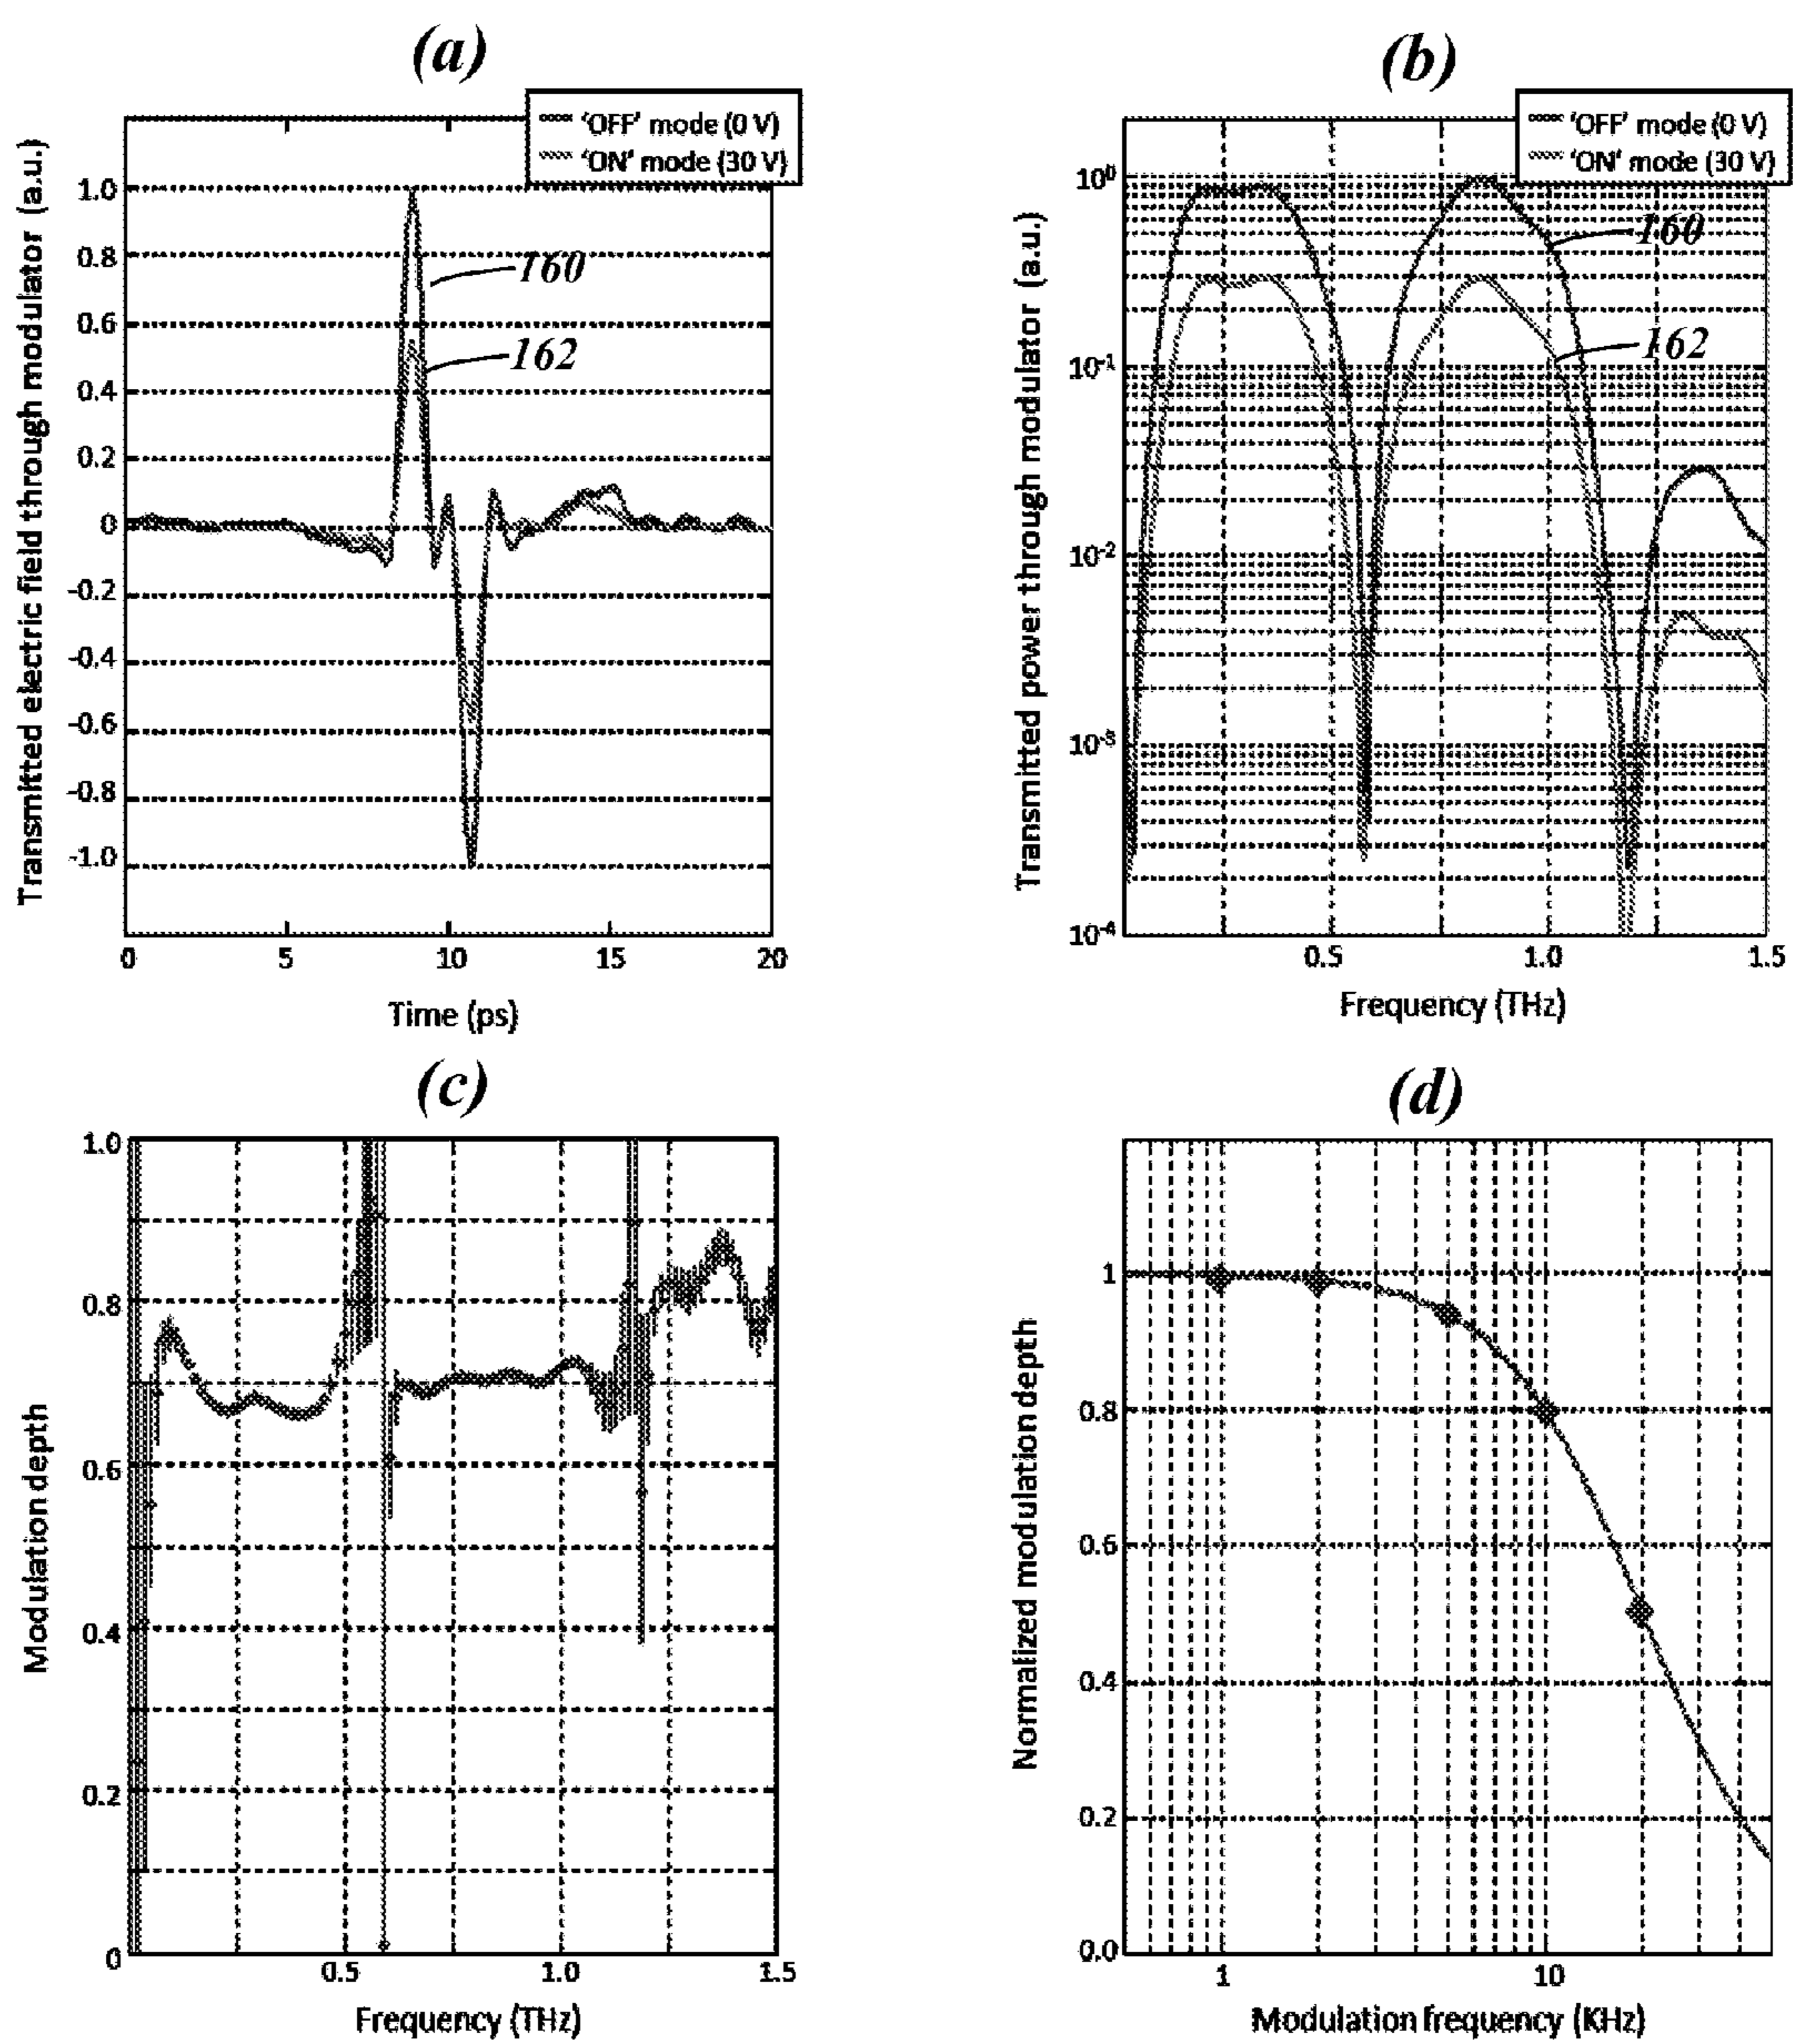 (a)
'OFF' mode (0 V)
'ON' mode (30 V)
Transmitted electric field through modulator (a.u.)
1.0
0.8
0.6
0.4
0.2
0
-0.2
-0.4
-0.6
-0.8
-1.0
160
162
0 5 10 15 20
Time (ps)
(b)
'OFF' mode (0 V)
'ON' mode (30 V)
Transmitted power through modulator (a.u.)
10⁰
10⁻¹
10⁻²
10⁻³
10⁻⁴
160
162
0.5 1.0 1.5
Frequency (THz)
(c)
Modulation depth
1.0
0.8
0.6
0.4
0.2
0
0.5 1.0 1.5
Frequency (THz)
(d)
Normalized modulation depth
1
0.8
0.6
0.4
0.2
0.0
1 10
Modulation frequency (KHz)